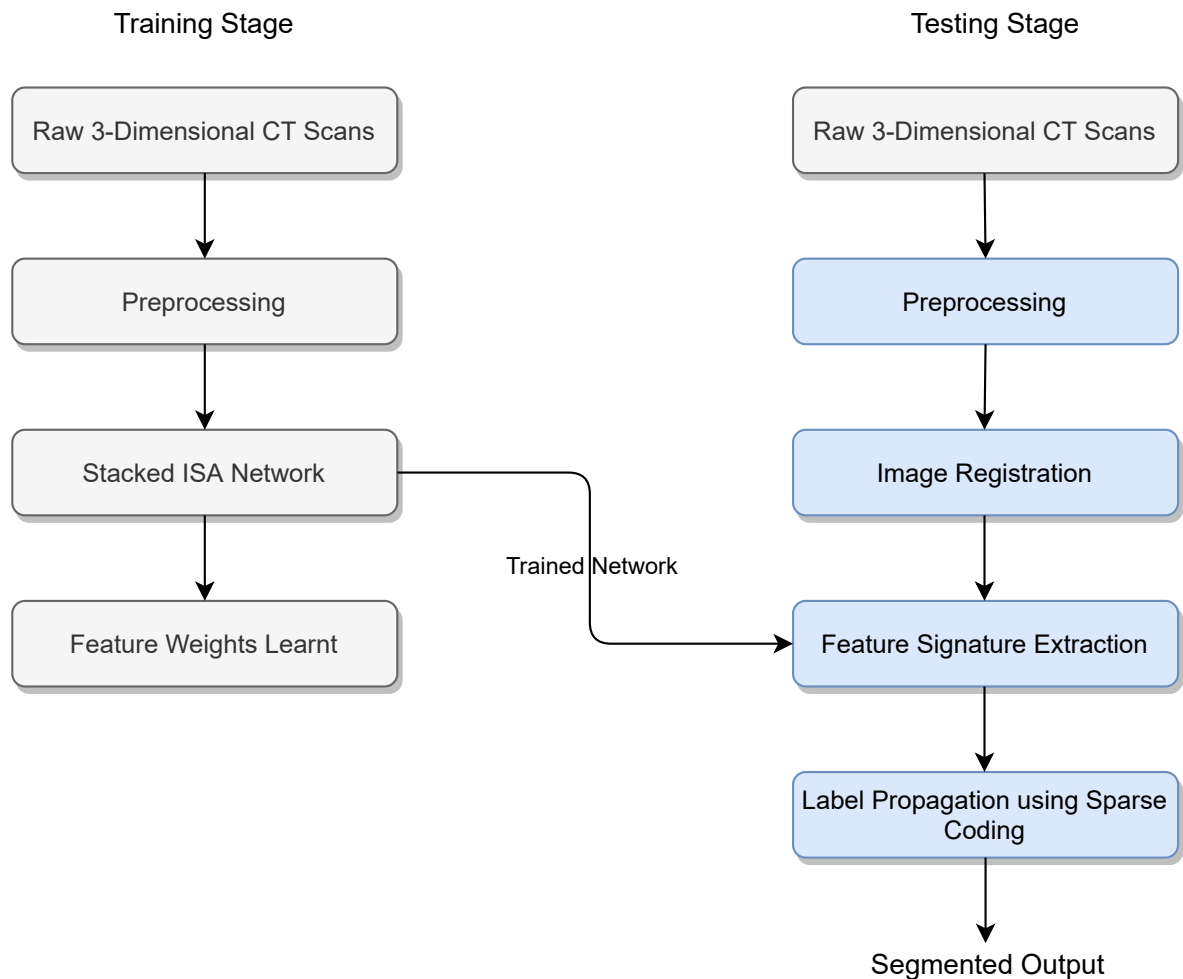 Training Stage
Raw 3-Dimensional CT Scans
Preprocessing
Stacked ISA Network
Feature Weights Learnt
Trained Network
Testing Stage
Raw 3-Dimensional CT Scans
Preprocessing
Image Registration
Feature Signature Extraction
Label Propagation using Sparse
Coding
Segmented Output